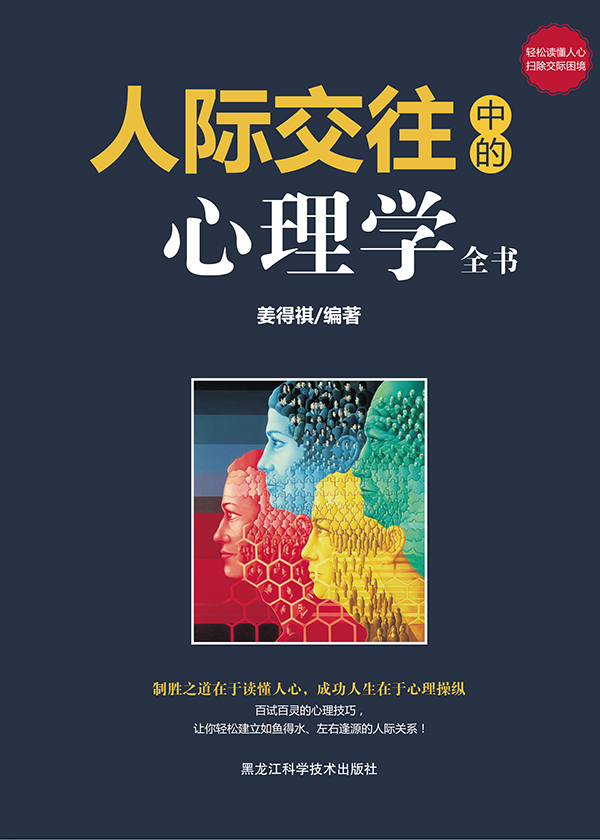 轻松读懂人心
扫除交际困境
人际交往中的
心理学全书
姜得祺/编著
制胜之道在于读懂人心，成功人生在于心理操纵
百试百灵的心理技巧，
让你轻松建立如鱼得水、左右逢源的人际关系！
黑龙江科学技术出版社